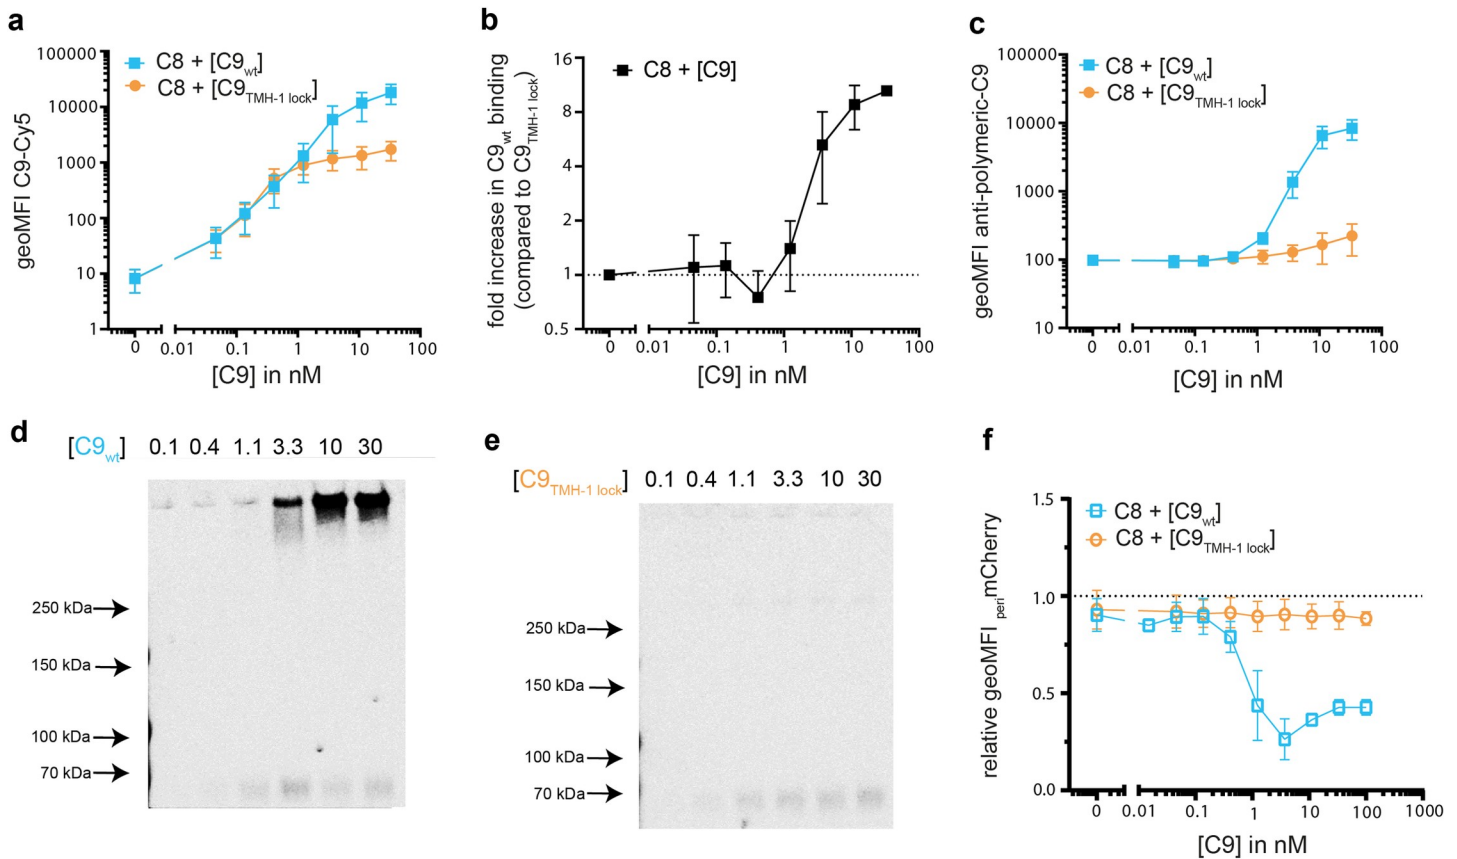 a
geoMFI C9-Cy5
100000
10000
1000
100
10
1
C8 + [C9wt]
C8 + [C9TMH-1 lock]
0 0.01 0.1 1 10 100
[C9] in nM
b
fold increase in C9wt binding
(compared to C9TMH-1 lock)
16
8
4
2
1
0.5
C8 + [C9]
0 0.01 0.1 1 10 100
[C9] in nM
c
geoMFI anti-polymeric-C9
100000
10000
1000
100
10
C8 + [C9wt]
C8 + [C9TMH-1 lock]
0 0.01 0.1 1 10 100
[C9] in nM
d
[C9wt] 0.1 0.4 1.1 3.3 10 30
250 kDa
150 kDa
100 kDa
70 kDa
e
[C9TMH-1 lock] 0.1 0.4 1.1 3.3 10 30
250 kDa
150 kDa
100 kDa
70 kDa
f
relative geoMFI perimCherry
1.5
1.0
0.5
0.0
C8 + [C9wt]
C8 + [C9TMH-1 lock]
0 0.01 0.1 1 10 100 1000
[C9] in nM